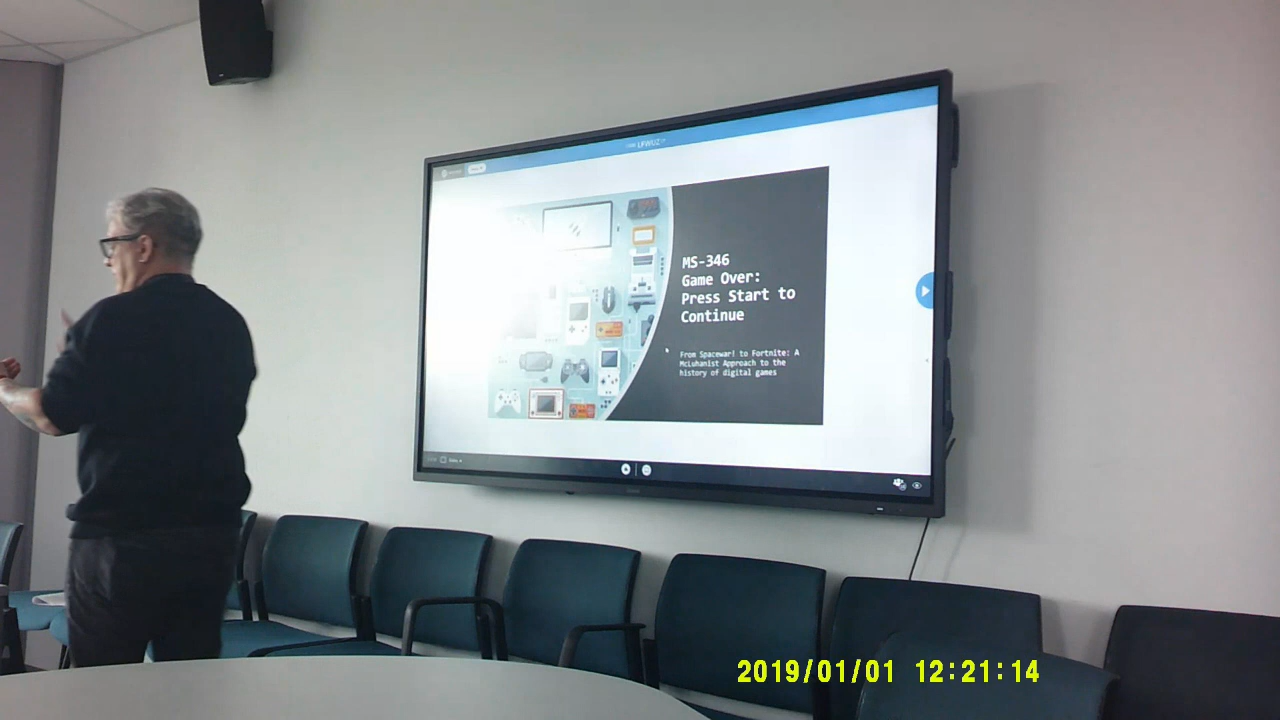 LFWUZ
MS-346
Game Over:
Press Start to
Continue
From Spacewar! to Fortnite: A
McLuhanist Approach to the
history of digital games
2019/01/01 12:21:14